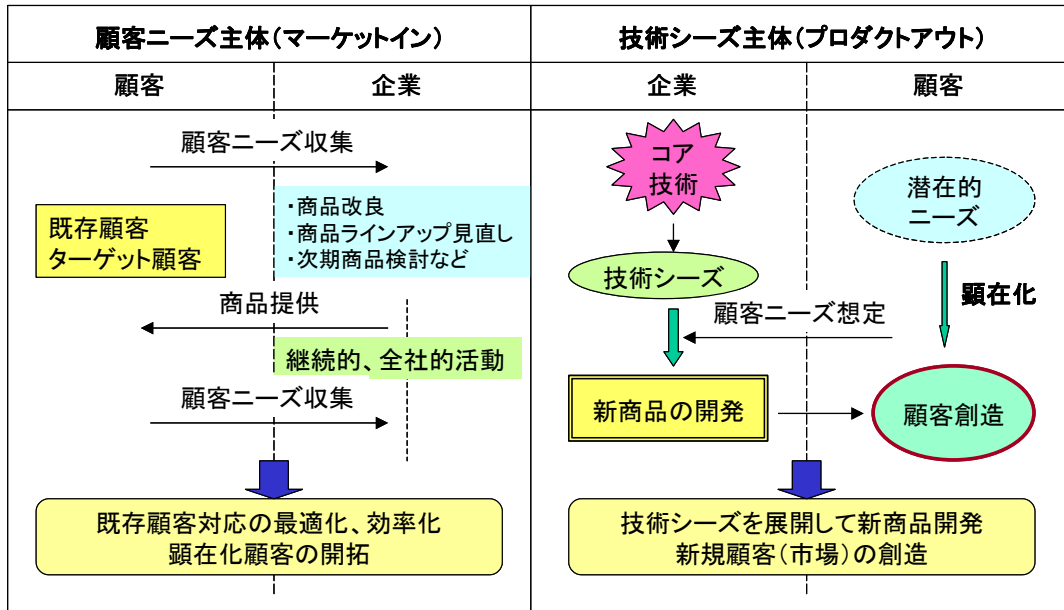 顧客ニーズ主体（マーケットイン）
顧客
企業
顧客ニーズ収集
既存顧客
ターゲット顧客
・商品改良
・商品ラインアップ見直し
・次期商品検討など
商品提供
継続的、全社的活動
顧客ニーズ収集
既存顧客対応の最適化、効率化
顕在化顧客の開拓
技術シーズ主体（プロダクトアウト）
企業
顧客
コア
技術
潜在的
ニーズ
技術シーズ
顕在化
顧客ニーズ想定
新商品の開発
顧客創造
技術シーズを展開して新商品開発
新規顧客（市場）の創造